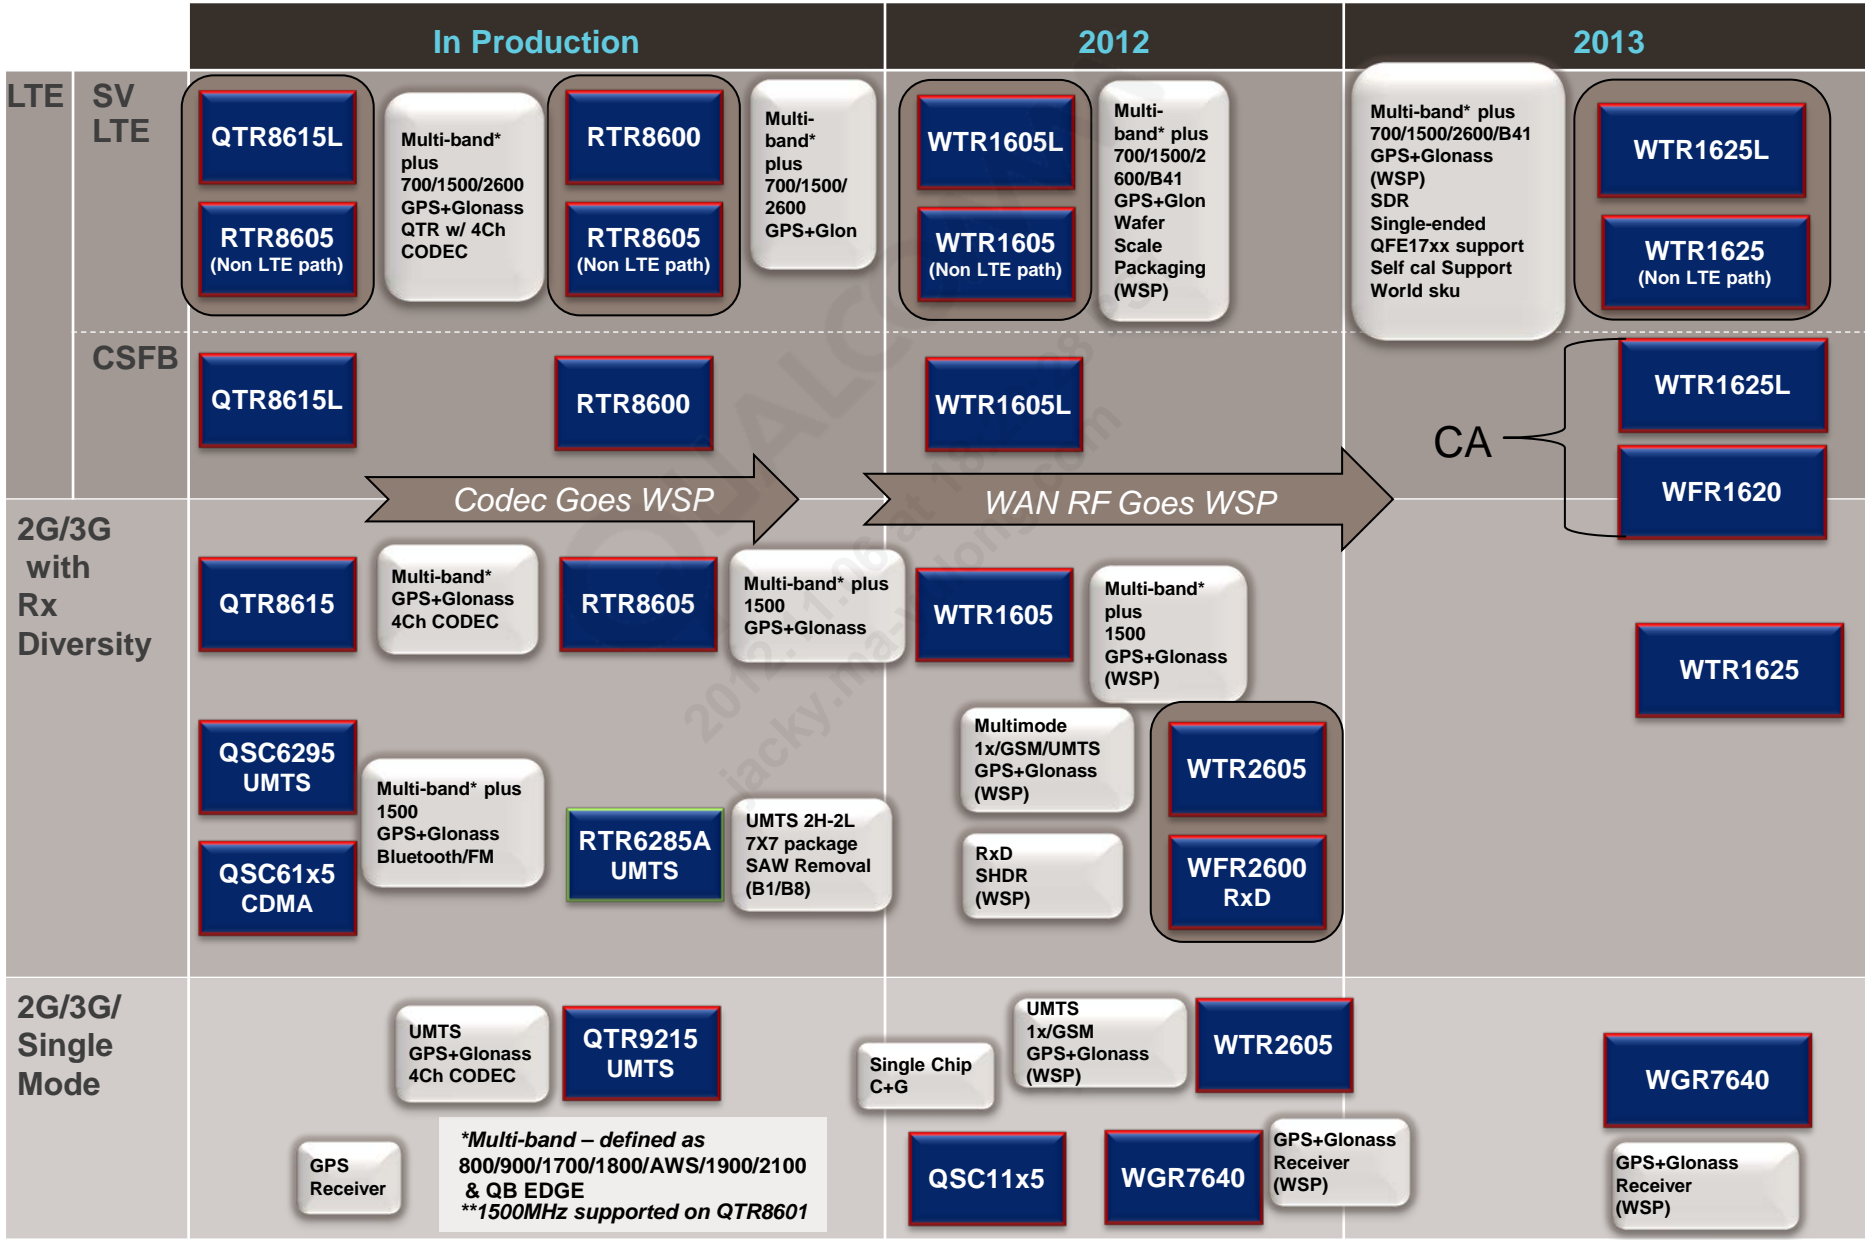 In Production
2012
2013
LTE
SV
LTE
QTR8615L
RTR8605
(Non LTE path)
Multi-band*
plus
700/1500/2600
GPS+Glonass
QTR w/ 4Ch
CODEC
RTR8600
RTR8605
(Non LTE path)
Multi-
band*
plus
700/1500/
2600
GPS+Glon
WTR1605L
WTR1605
(Non LTE path)
Multi-
band* plus
700/1500/2
600/B41
GPS+Glon
Wafer
Scale
Packaging
(WSP)
Multi-band* plus
700/1500/2600/B41
GPS+Glonass
(WSP)
SDR
Single-ended
QFE17xx support
Self cal Support
World sku
WTR1625L
WTR1625
(Non LTE path)
CSFB
QTR8615L
RTR8600
WTR1605L
CA
WTR1625L
WFR1620
Codec Goes WSP
WAN RF Goes WSP
2G/3G
with
Rx
Diversity
QTR8615
Multi-band*
GPS+Glonass
4Ch CODEC
RTR8605
Multi-band* plus
1500
GPS+Glonass
WTR1605
Multi-band*
plus
1500
GPS+Glonass
(WSP)
WTR1625
QSC6295
UMTS
QSC61x5
CDMA
Multi-band* plus
1500
GPS+Glonass
Bluetooth/FM
RTR6285A
UMTS
UMTS 2H-2L
7X7 package
SAW Removal
(B1/B8)
Multimode
1x/GSM/UMTS
GPS+Glonass
(WSP)
RxD
SHDR
(WSP)
WTR2605
WFR2600
RxD
2G/3G/
Single
Mode
UMTS
GPS+Glonass
4Ch CODEC
QTR9215
UMTS
Single Chip
C+G
UMTS
1x/GSM
GPS+Glonass
(WSP)
WTR2605
WGR7640
GPS
Receiver
*Multi-band – defined as
800/900/1700/1800/AWS/1900/2100
& QB EDGE
**1500MHz supported on QTR8601
QSC11x5
WGR7640
GPS+Glonass
Receiver
(WSP)
GPS+Glonass
Receiver
(WSP)